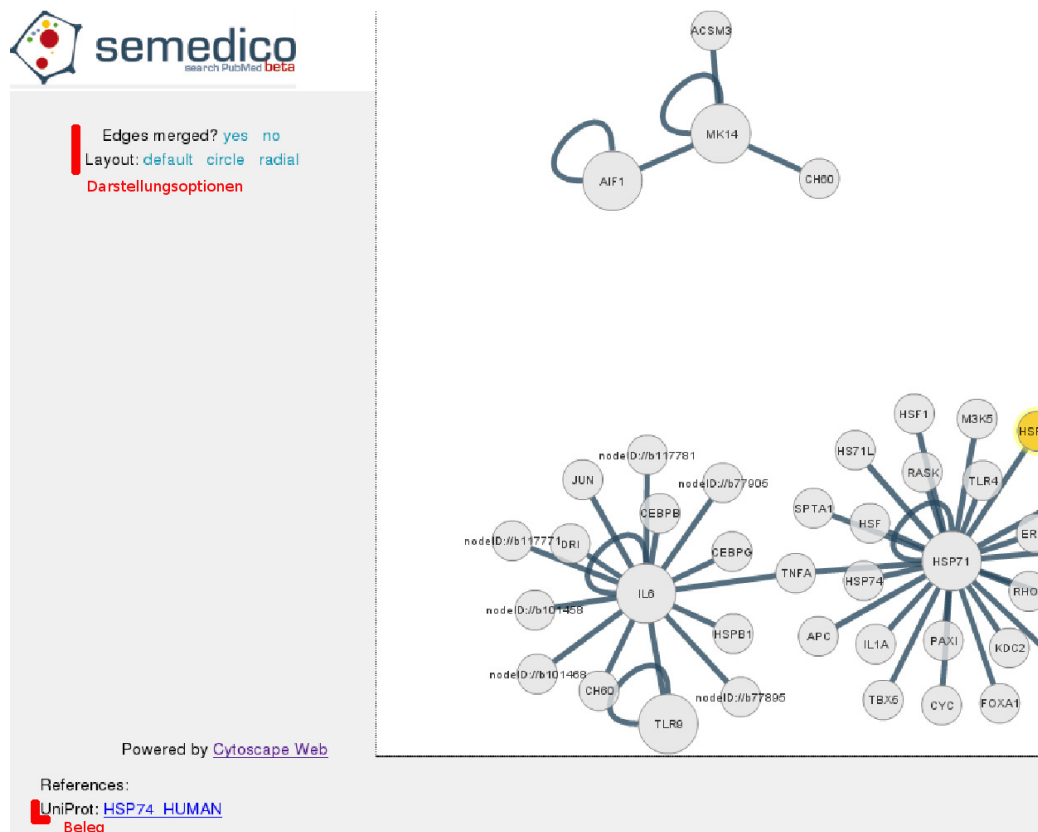 semedico
search PubMed beta
Edges merged? yes no
Layout: default circle radial
Darstellungsoptionen
ACSM3
MK14
AIF1
CH60
HSF1
M3K5
HSP
HS71L
nodeID://b117781
RASK
TLR4
JUN
nodeID://b77905
SPTA1
CEBPB
HSF
nodeID://b117771
DRI
CEBPG
HSP71
TNFA
HSP74
IL6
RHO
nodeID://b101458
HSPB1
APC
IL1A
PAXI
KDC2
nodeID://b101468
CH60
nodeID://b77895
TBX5
CYC
FOXA1
TLR9
Powered by Cytoscape Web
References:
UniProt: HSP74_HUMAN
Beleg